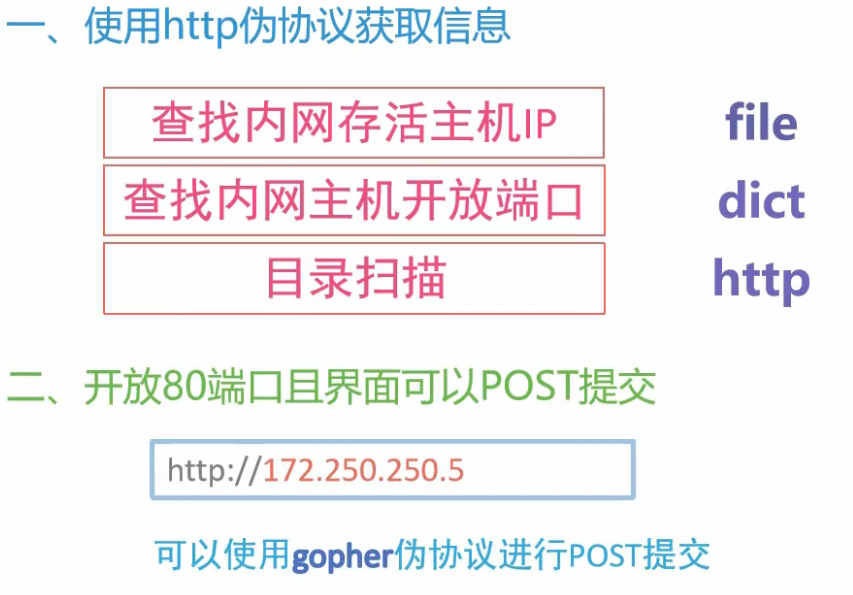 一、使用http伪协议获取信息
查找内网存活主机IP file
查找内网主机开放端口 dict
目录扫描 http
二、开放80端口且界面可以POST提交
http://172.250.250.5
可以使用gopher伪协议进行POST提交